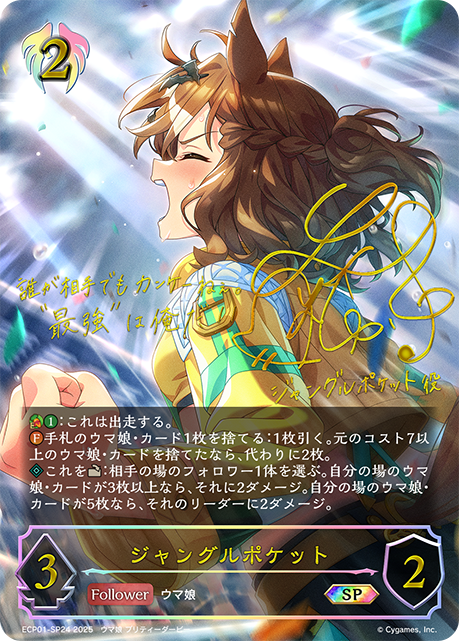 2
誰が相手でもカンケーねぇ。
"最強"は俺だ
ジャングルポケット役
1:これは出走する。
F 手札のウマ娘・カード1枚を捨てる:1枚引く。元のコスト7以
上のウマ娘・カードを捨てたなら、代わりに2枚。
これを:相手の場のフォロワー1体を選ぶ。自分の場のウマ
娘・カードが3枚以上なら、それに2ダメージ。自分の場のウマ娘・
カードが5枚なら、それのリーダーに2ダメージ。
ジャングルポケット
3
2
Follower ウマ娘
SP
ECP01-SP24 2025 ウマ娘 プリティーダービー
© Cygames, Inc.